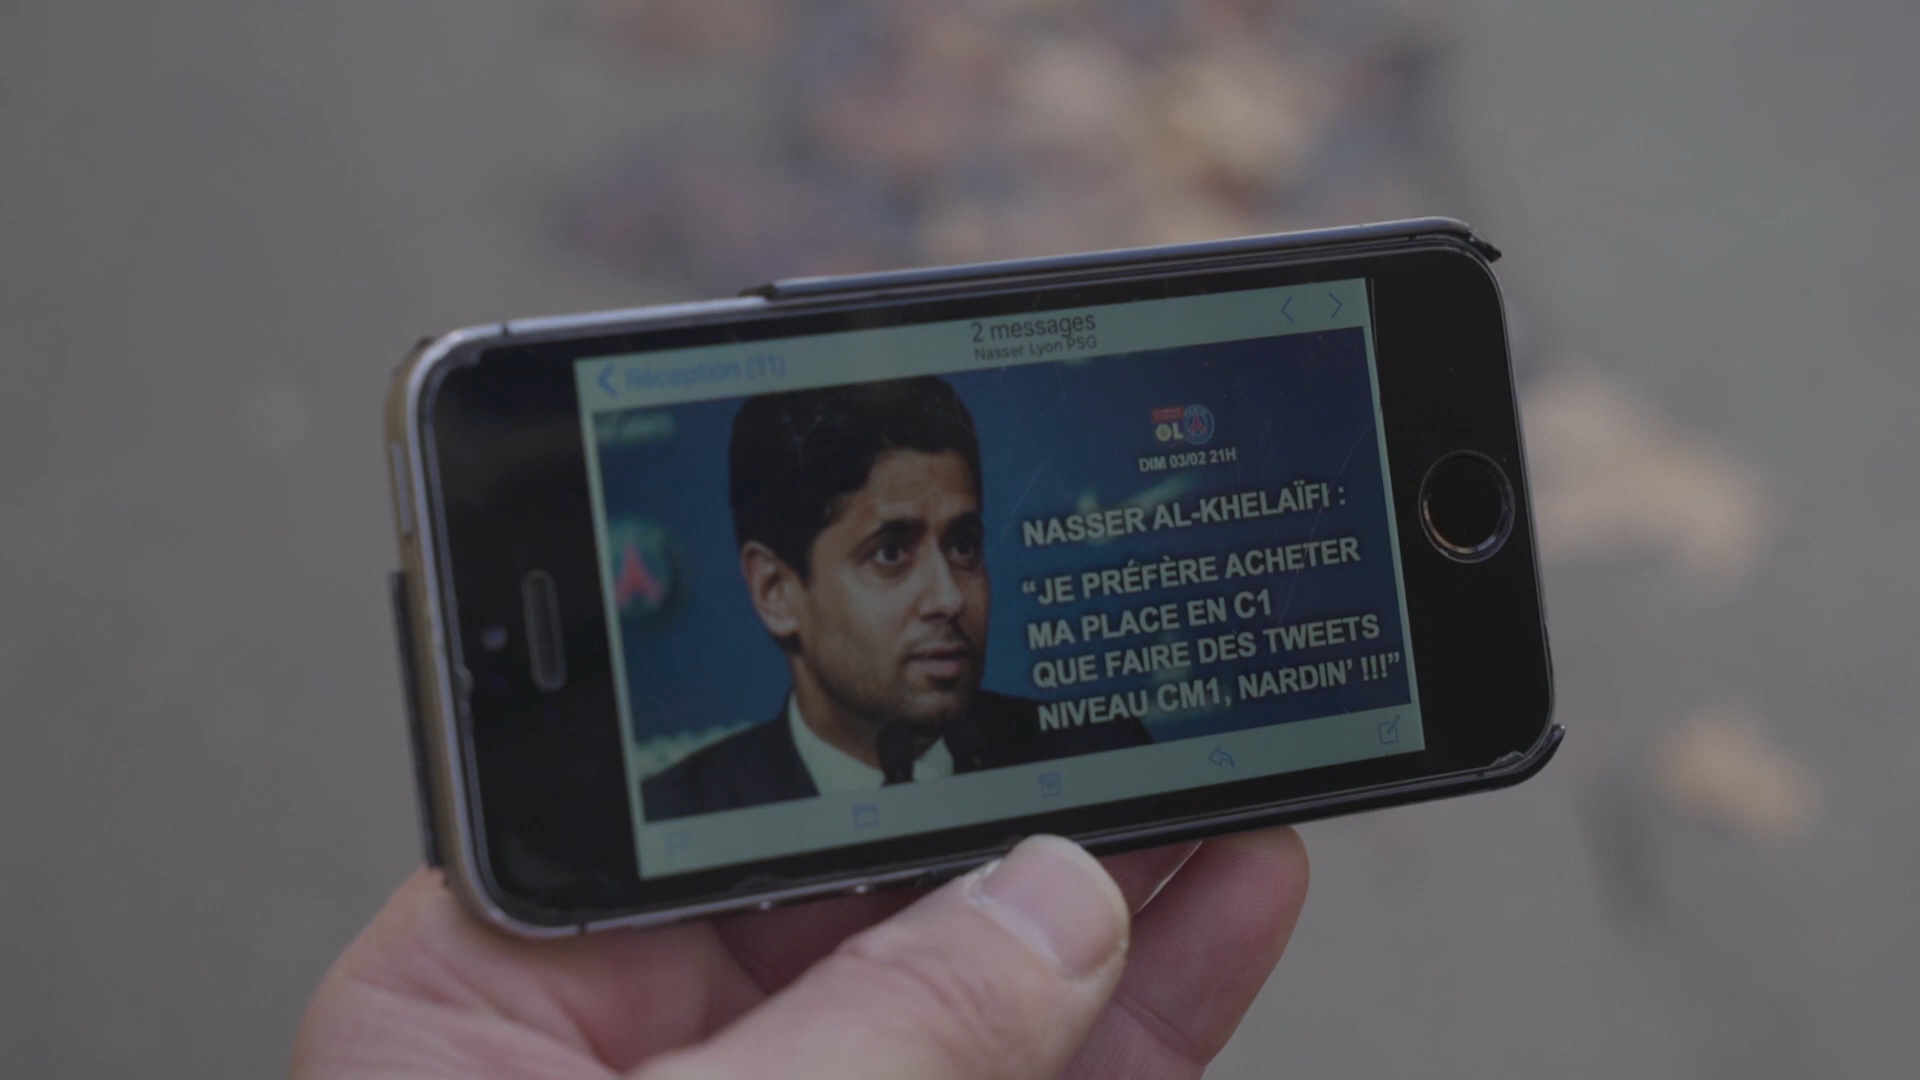 2 messages
Réception (11)
Nasser Lyon PSG
OL
DIM 03/02 21H
NASSER AL-KHELAÏFI :
“JE PRÉFÈRE ACHETER
MA PLACE EN C1
QUE FAIRE DES TWEETS
NIVEAU CM1, NARDIN’ !!!”